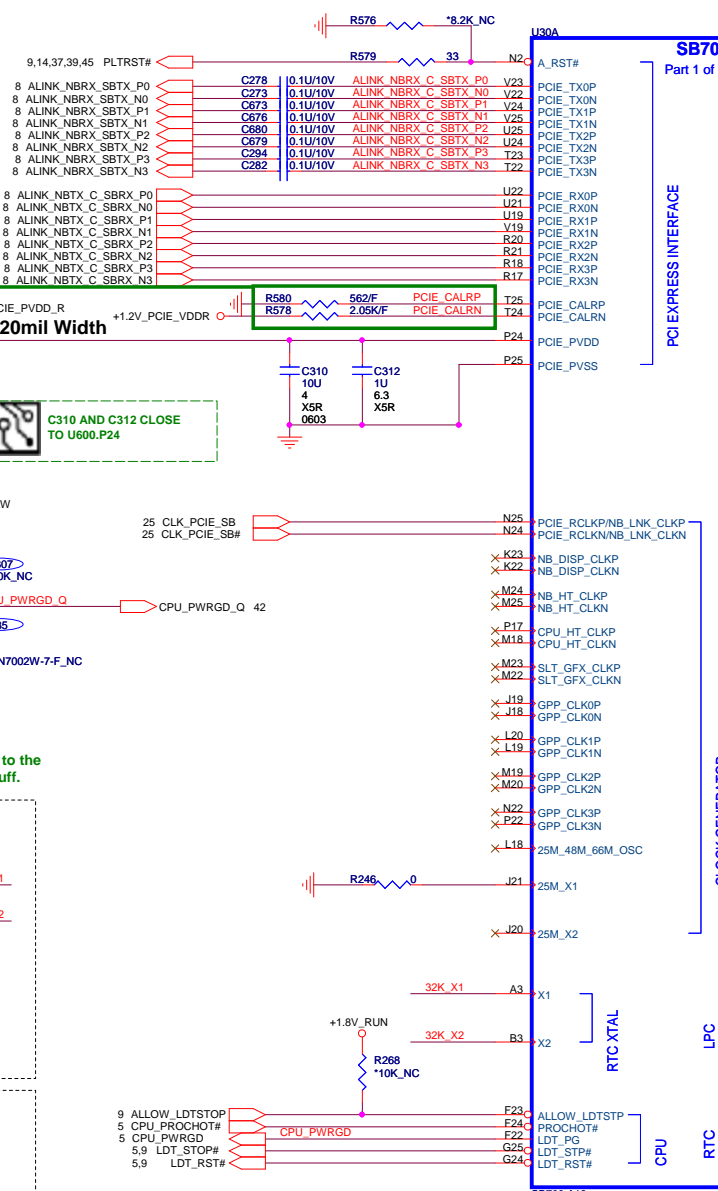 R576 *8.2K_NC
U30A
SB70
9,14,37,39,45 PLTRST# R579 33 N2 A_RST#
Part 1 of
8 ALINK_NBRX_SBTX_P0 C278 0.1U/10V ALINK_NBRX_C_SBTX_P0 V23 PCIE_TX0P
8 ALINK_NBRX_SBTX_N0 C273 0.1U/10V ALINK_NBRX_C_SBTX_N0 V22 PCIE_TX0N
8 ALINK_NBRX_SBTX_P1 C673 0.1U/10V ALINK_NBRX_C_SBTX_P1 V24 PCIE_TX1P
8 ALINK_NBRX_SBTX_N1 C676 0.1U/10V ALINK_NBRX_C_SBTX_N1 V25 PCIE_TX1N
8 ALINK_NBRX_SBTX_P2 C680 0.1U/10V ALINK_NBRX_C_SBTX_P2 U25 PCIE_TX2P
8 ALINK_NBRX_SBTX_N2 C679 0.1U/10V ALINK_NBRX_C_SBTX_N2 U24 PCIE_TX2N
8 ALINK_NBRX_SBTX_P3 C294 0.1U/10V ALINK_NBRX_C_SBTX_P3 T23 PCIE_TX3P
8 ALINK_NBRX_SBTX_N3 C282 0.1U/10V ALINK_NBRX_C_SBTX_N3 T22 PCIE_TX3N
8 ALINK_NBTX_C_SBRX_P0 U22 PCIE_RX0P
8 ALINK_NBTX_C_SBRX_N0 U21 PCIE_RX0N
8 ALINK_NBTX_C_SBRX_P1 U19 PCIE_RX1P
8 ALINK_NBTX_C_SBRX_N1 V19 PCIE_RX1N
8 ALINK_NBTX_C_SBRX_P2 R20 PCIE_RX2P
8 ALINK_NBTX_C_SBRX_N2 R21 PCIE_RX2N
8 ALINK_NBTX_C_SBRX_P3 R18 PCIE_RX3P
8 ALINK_NBTX_C_SBRX_N3 R17 PCIE_RX3N
PCI EXPRESS INTERFACE
R580 562/F PCIE_CALRP T25 PCIE_CALRP
CIE_PVDD_R +1.2V_PCIE_VDDR R578 2.05K/F PCIE_CALRN T24 PCIE_CALRN
20mil Width
P24 PCIE_PVDD
P25 PCIE_PVSS
C310
10U
4
X5R
0603
C312
1U
6.3
X5R
C310 AND C312 CLOSE
TO U600.P24
W
25 CLK_PCIE_SB N25 PCIE_RCLKP/NB_LNK_CLKP
25 CLK_PCIE_SB# N24 PCIE_RCLKN/NB_LNK_CLKN
K23 NB_DISP_CLKP
K22 NB_DISP_CLKN
607
0K_NC
M24 NB_HT_CLKP
M25 NB_HT_CLKN
U_PWRGD_Q CPU_PWRGD_Q 42
P17 CPU_HT_CLKP
M18 CPU_HT_CLKN
N7002W-7-F_NC
M23 SLT_GFX_CLKP
M22 SLT_GFX_CLKN
J19 GPP_CLK0P
J18 GPP_CLK0N
L20 GPP_CLK1P
L19 GPP_CLK1N
to the
uff.
M19 GPP_CLK2P
M20 GPP_CLK2N
N22 GPP_CLK3P
P22 GPP_CLK3N
L18 25M_48M_66M_OSC
CLOCK GENERATOR
R246 0 J21 25M_X1
1
2
J20 25M_X2
32K_X1 A3 X1
32K_X2 B3 X2
RTC XTAL
LPC
+1.8V_RUN
R268
*10K_NC
9 ALLOW_LDTSTOP F23 ALLOW_LDTSTP
5 CPU_PROCHOT# F24 PROCHOT#
5 CPU_PWRGD CPU_PWRGD F22 LDT_PG
5,9 LDT_STOP# G25 LDT_STP#
5,9 LDT_RST# G24 LDT_RST#
CPU
RTC